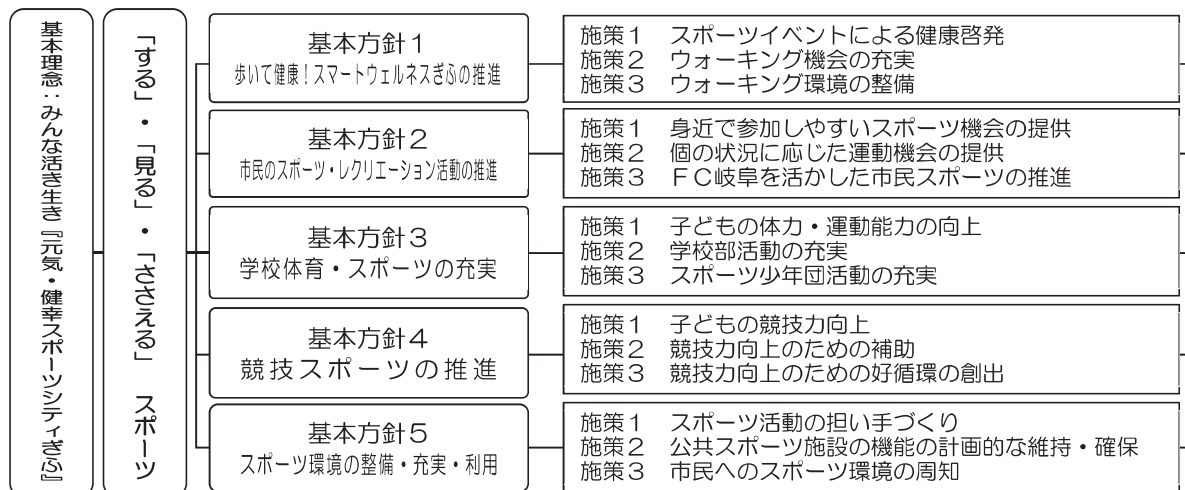 基本理念：みんな活き生き『元気・健幸スポーツシティぎふ』
「する」・「見る」・「ささえる」 スポーツ
基本方針１
歩いて健康！スマートウェルネスぎふの推進
施策１ スポーツイベントによる健康啓発
施策２ ウォーキング機会の充実
施策３ ウォーキング環境の整備
基本方針２
市民のスポーツ・レクリエーション活動の推進
施策１ 身近で参加しやすいスポーツ機会の提供
施策２ 個の状況に応じた運動機会の提供
施策３ ＦＣ岐阜を活かした市民スポーツの推進
基本方針３
学校体育・スポーツの充実
施策１ 子どもの体力・運動能力の向上
施策２ 学校部活動の充実
施策３ スポーツ少年団活動の充実
基本方針４
競技スポーツの推進
施策１ 子どもの競技力向上
施策２ 競技力向上のための補助
施策３ 競技力向上のための好循環の創出
基本方針５
スポーツ環境の整備・充実・利用
施策１ スポーツ活動の担い手づくり
施策２ 公共スポーツ施設の機能の計画的な維持・確保
施策３ 市民へのスポーツ環境の周知